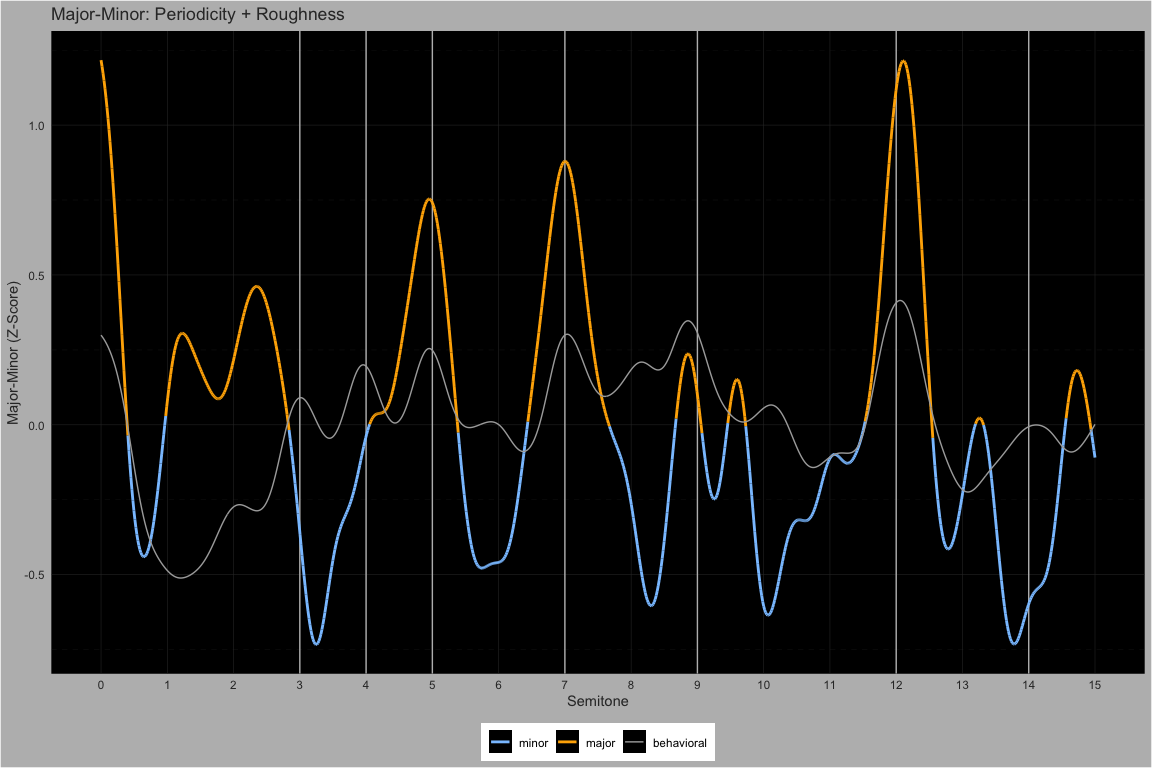 Major-Minor: Periodicity + Roughness
Major-Minor (Z-Score)
1.0
0.5
0.0
-0.5
0 1 2 3 4 5 6 7 8 9 10 11 12 13 14 15
Semitone
minor major behavioral